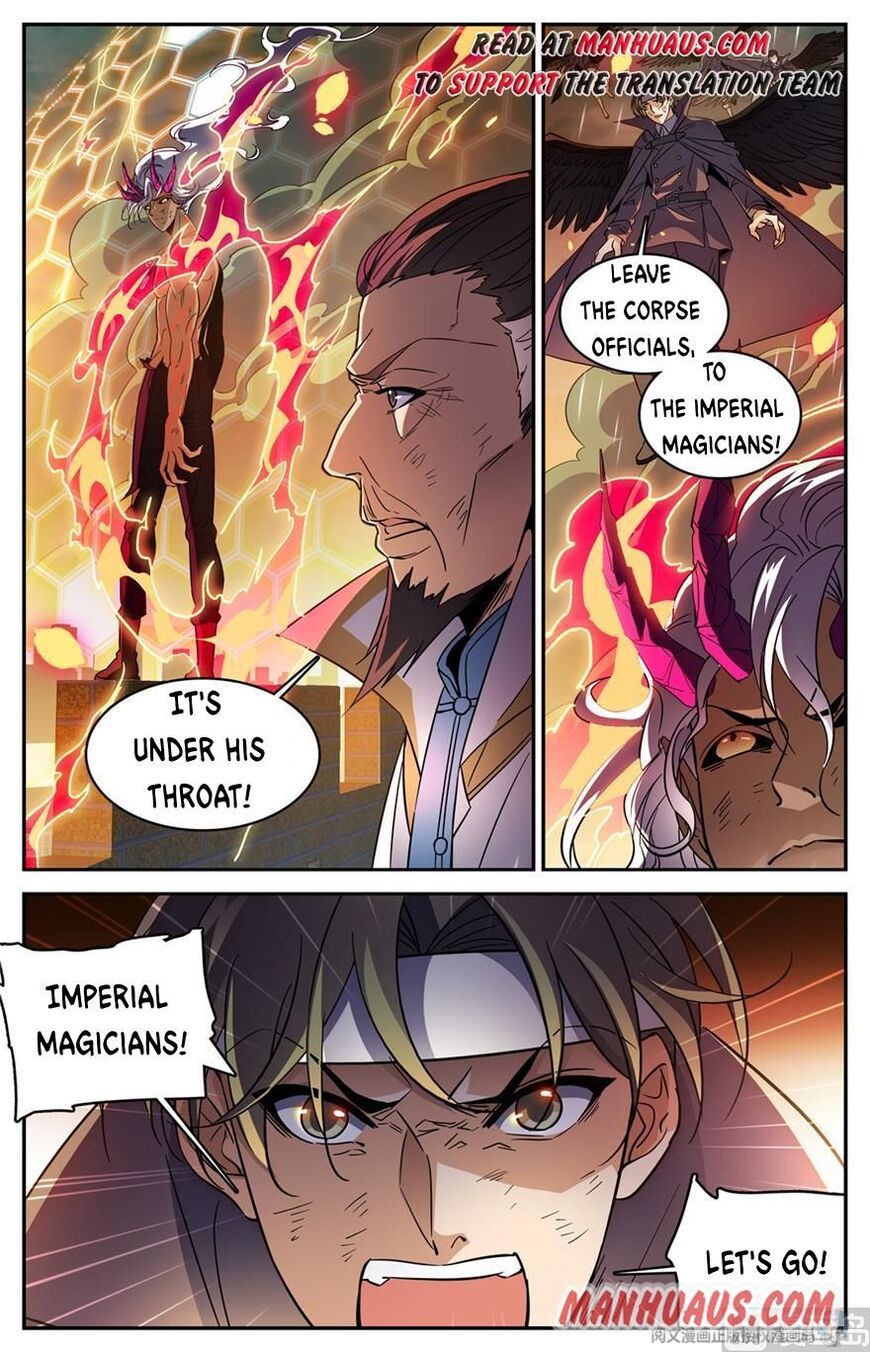 READ AT MANHUAUS.COM
TO SUPPORT THE TRANSLATION TEAM
LEAVE
THE CORPSE
OFFICIALS,
TO
THE IMPERIAL
MAGICIANS!
IT'S
UNDER HIS
THROAT!
IMPERIAL
MAGICIANS!
LET'S GO!
MANHUAUS.COM